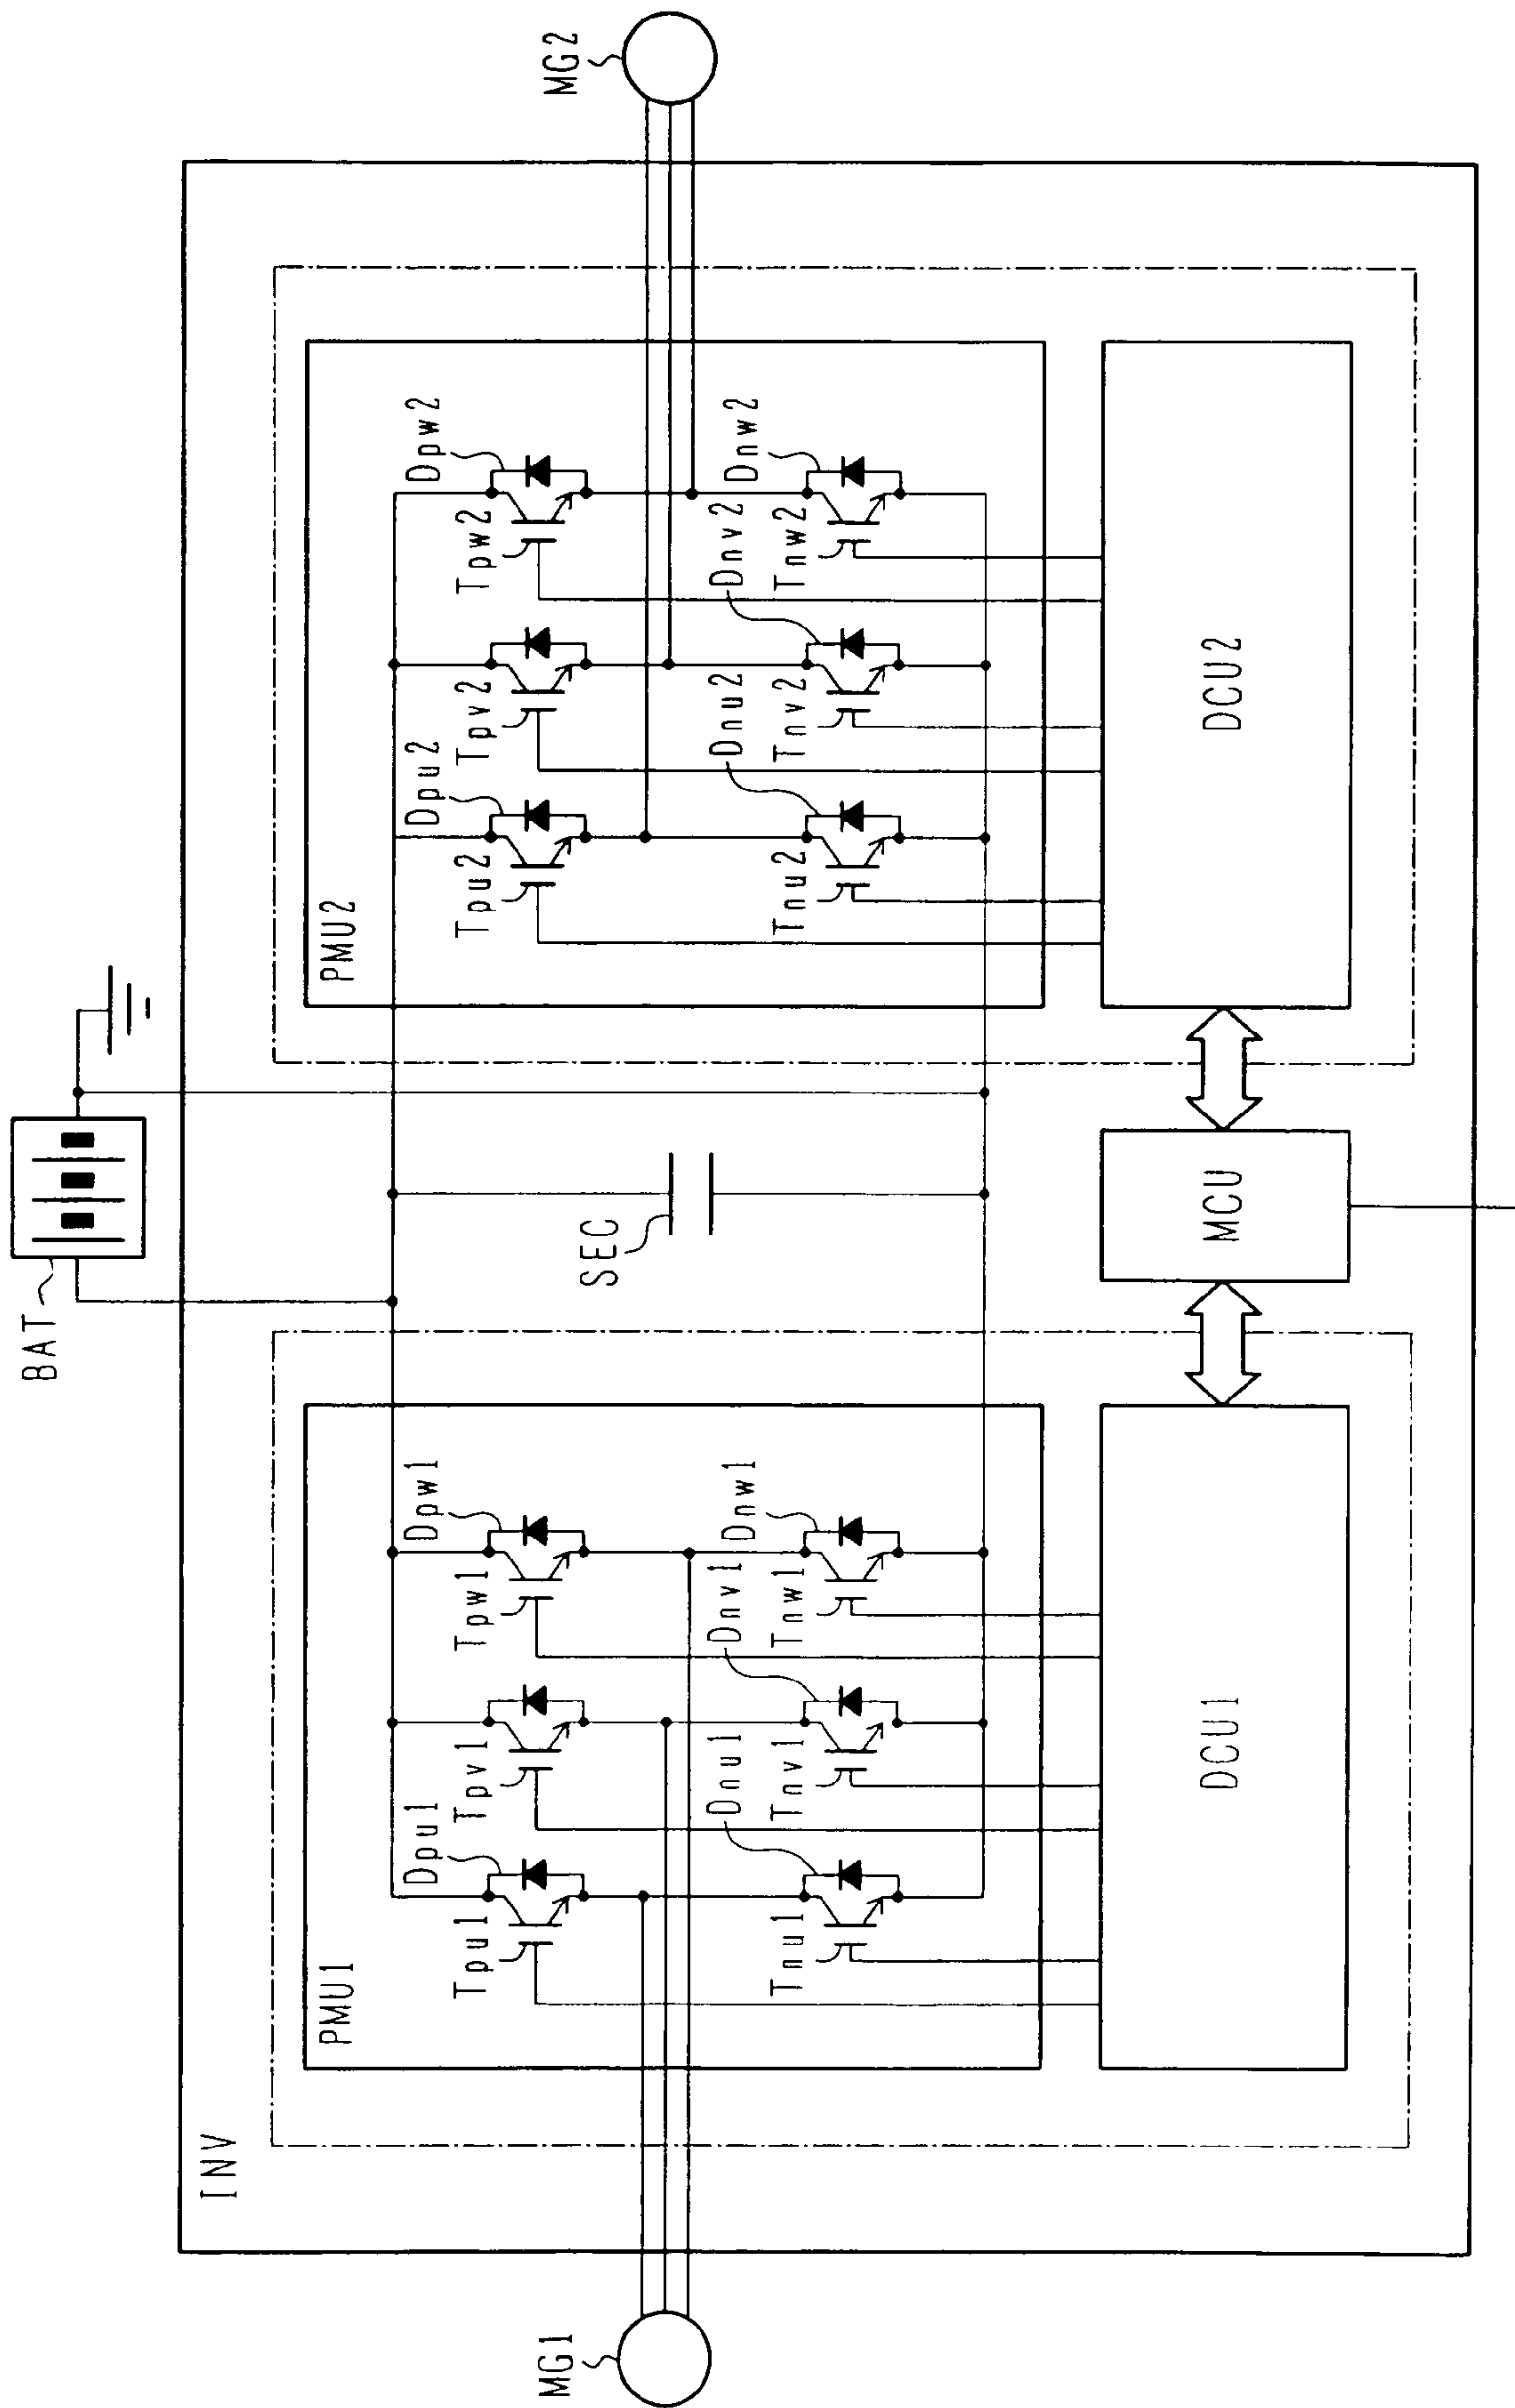 BAT
INV
PMU1
Dpu1
Dpw1
Tpu1
Tpv1
Tpw1
Dnu1
Dnv1
Dnw1
Tnu1
Tnv1
Tnw1
DCU1
MG1
SEC
MCU
PMU2
Dpu2
Dpw2
Tpu2
Tpv2
Tpw2
Dnu2
Dnv2
Dnw2
Tnu2
Tnv2
Tnw2
DCU2
MG2